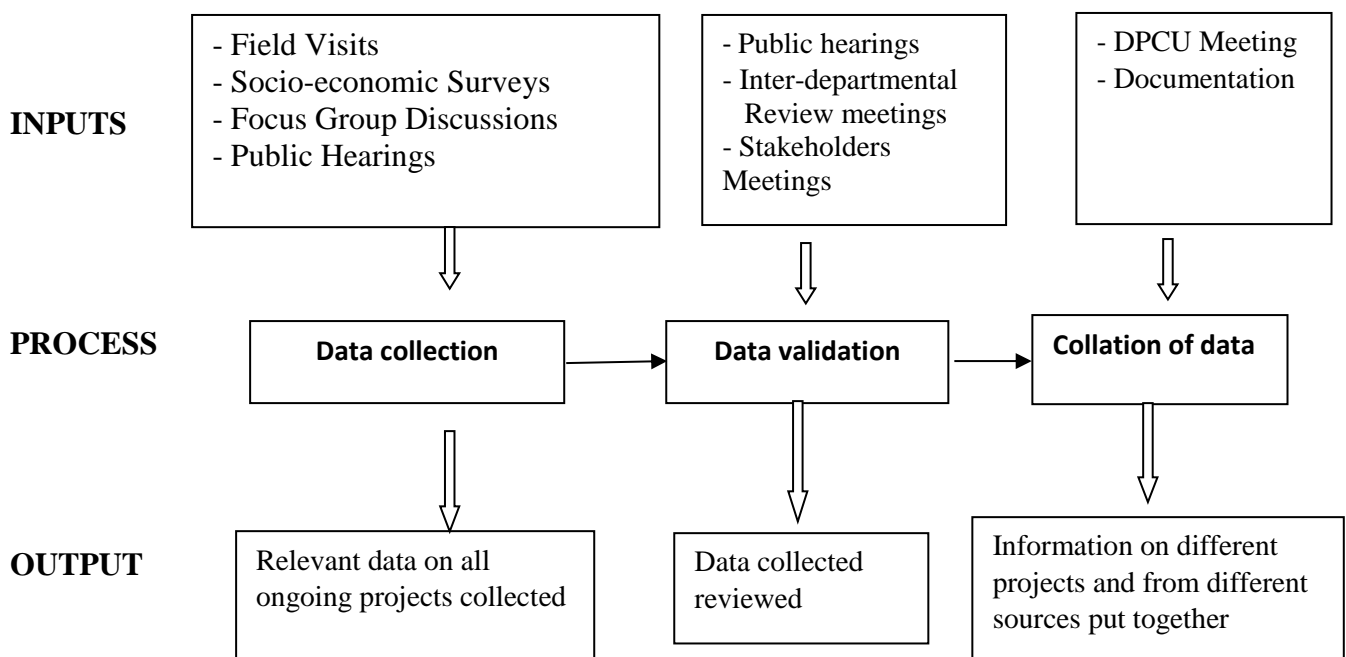 INPUTS
- Field Visits
- Socio-economic Surveys
- Focus Group Discussions
- Public Hearings
- Public hearings
- Inter-departmental
Review meetings
- Stakeholders
Meetings
- DPCU Meeting
- Documentation
PROCESS
Data collection
Data validation
Collation of data
OUTPUT
Relevant data on all
ongoing projects collected
Data collected
reviewed
Information on different
projects and from different
sources put together